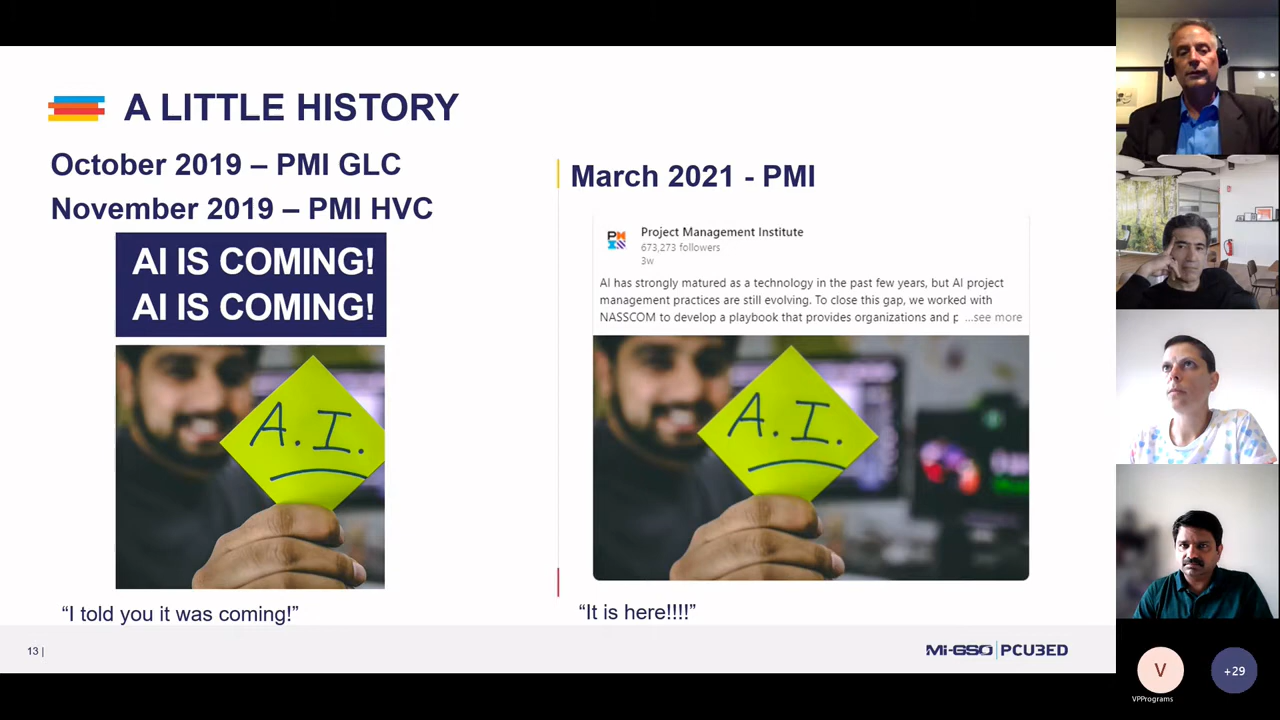 A LITTLE HISTORY
October 2019 – PMI GLC
November 2019 – PMI HVC
AI IS COMING!
AI IS COMING!
A.I.
“I told you it was coming!”
March 2021 - PMI
PM
I
Project Management Institute
673,273 followers
3w
AI has strongly matured as a technology in the past few years, but AI project
management practices are still evolving. To close this gap, we worked with
NASSCOM to develop a playbook that provides organizations and p ...see more
A.I.
“It is here!!!!”
13 |
Mi-GSO | PCUBED
V
VPPrograms
+29